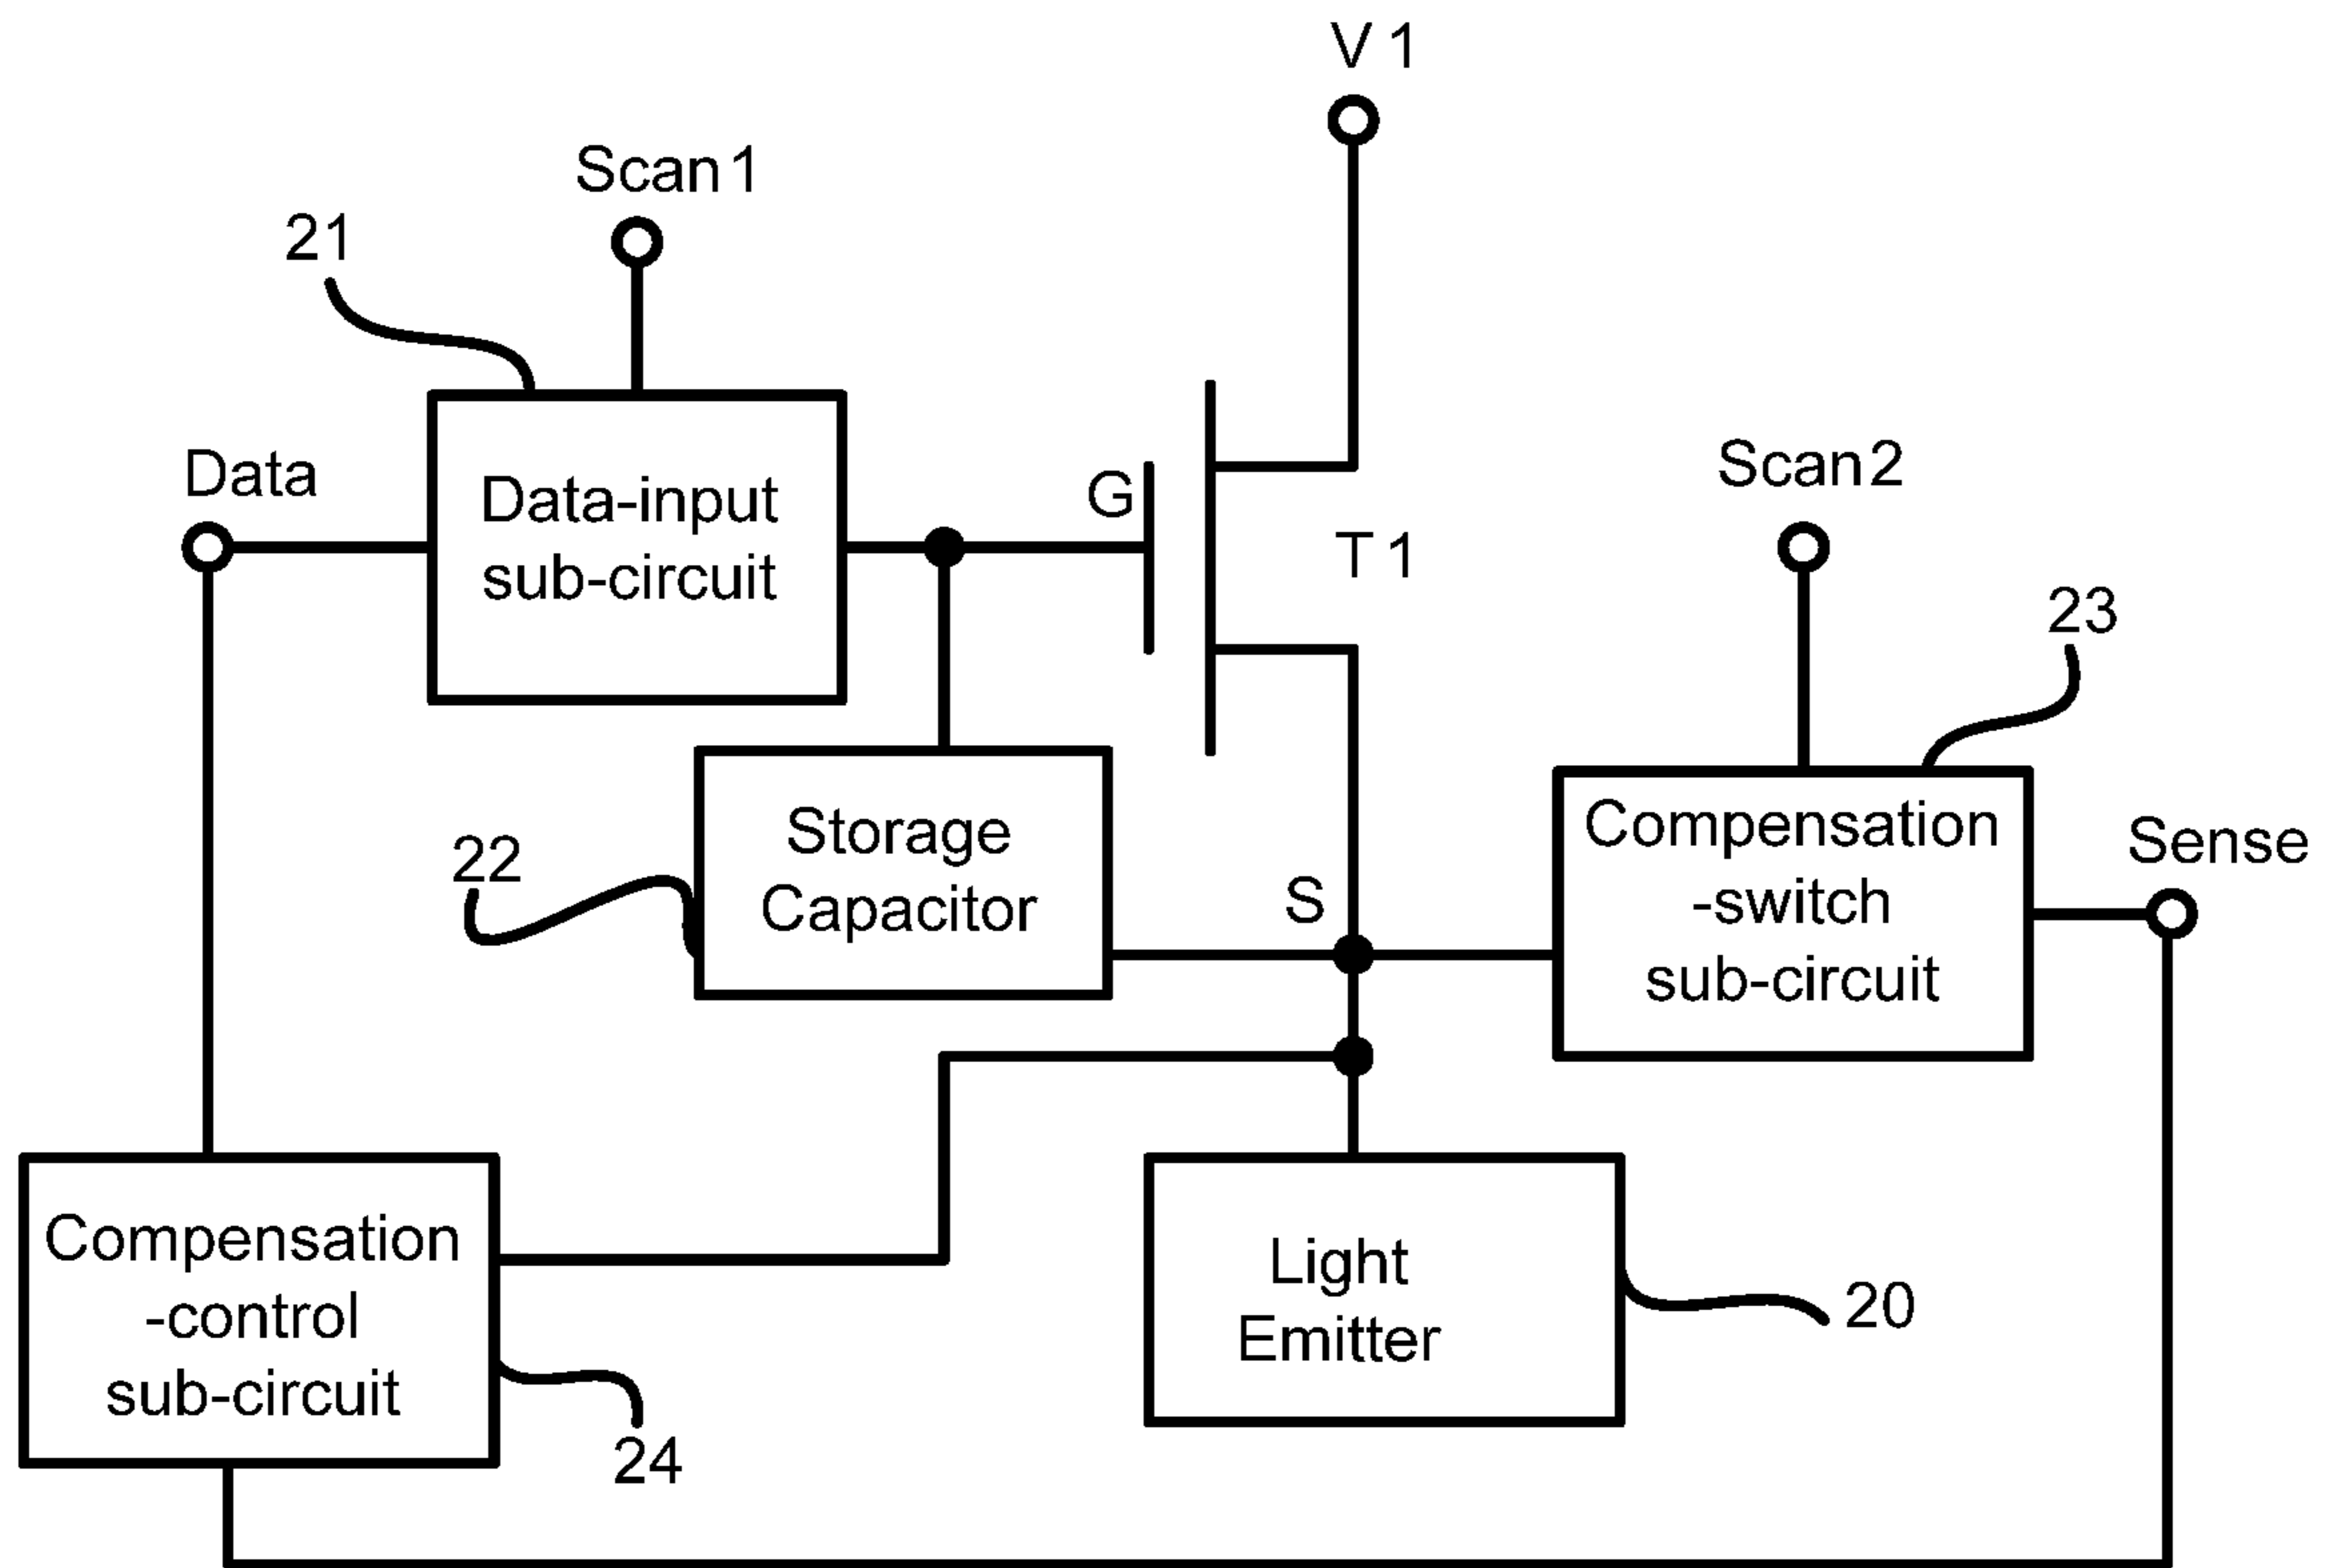 V1
Scan1
21
Data
Data-input
sub-circuit
G
T1
Scan2
23
Storage
Capacitor
22
S
Compensation
-switch
sub-circuit
Sense
Compensation
-control
sub-circuit
24
Light
Emitter
20